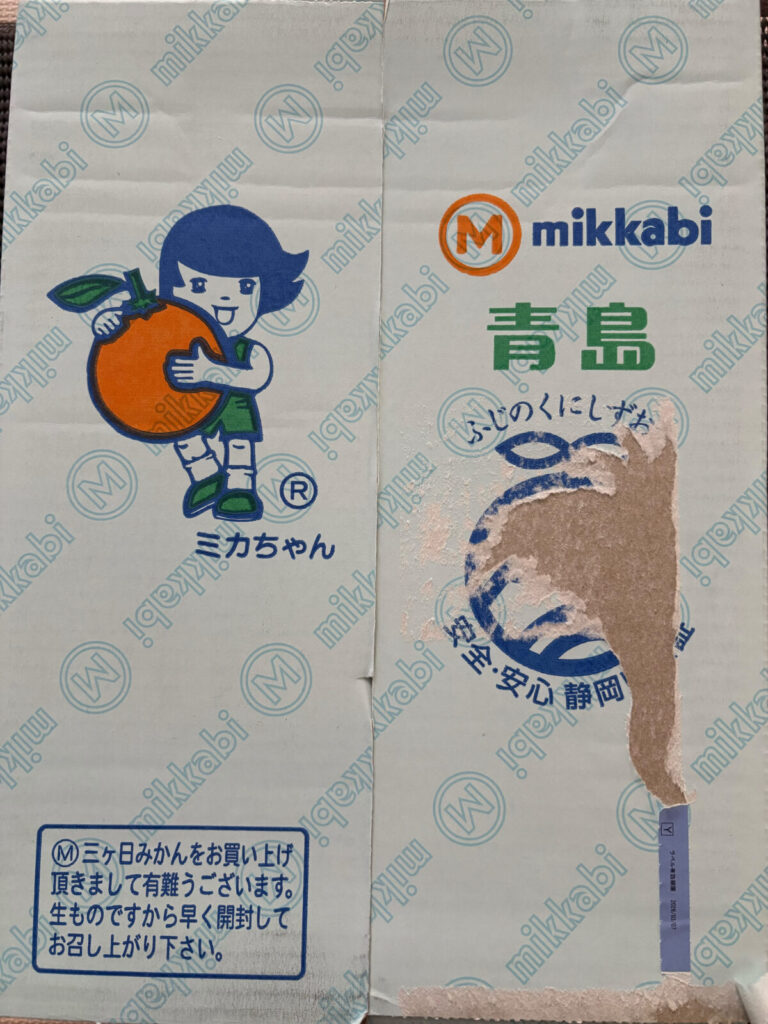 mikkabi
®
ミカちゃん
Ⓜ三ヶ日みかんをお買い上げ
頂きまして有難うございます。
生ものですから早く開封して
お召し上がり下さい。
M mikkabi
青島
ふじのくにしずお
安全・安心 静岡
Y